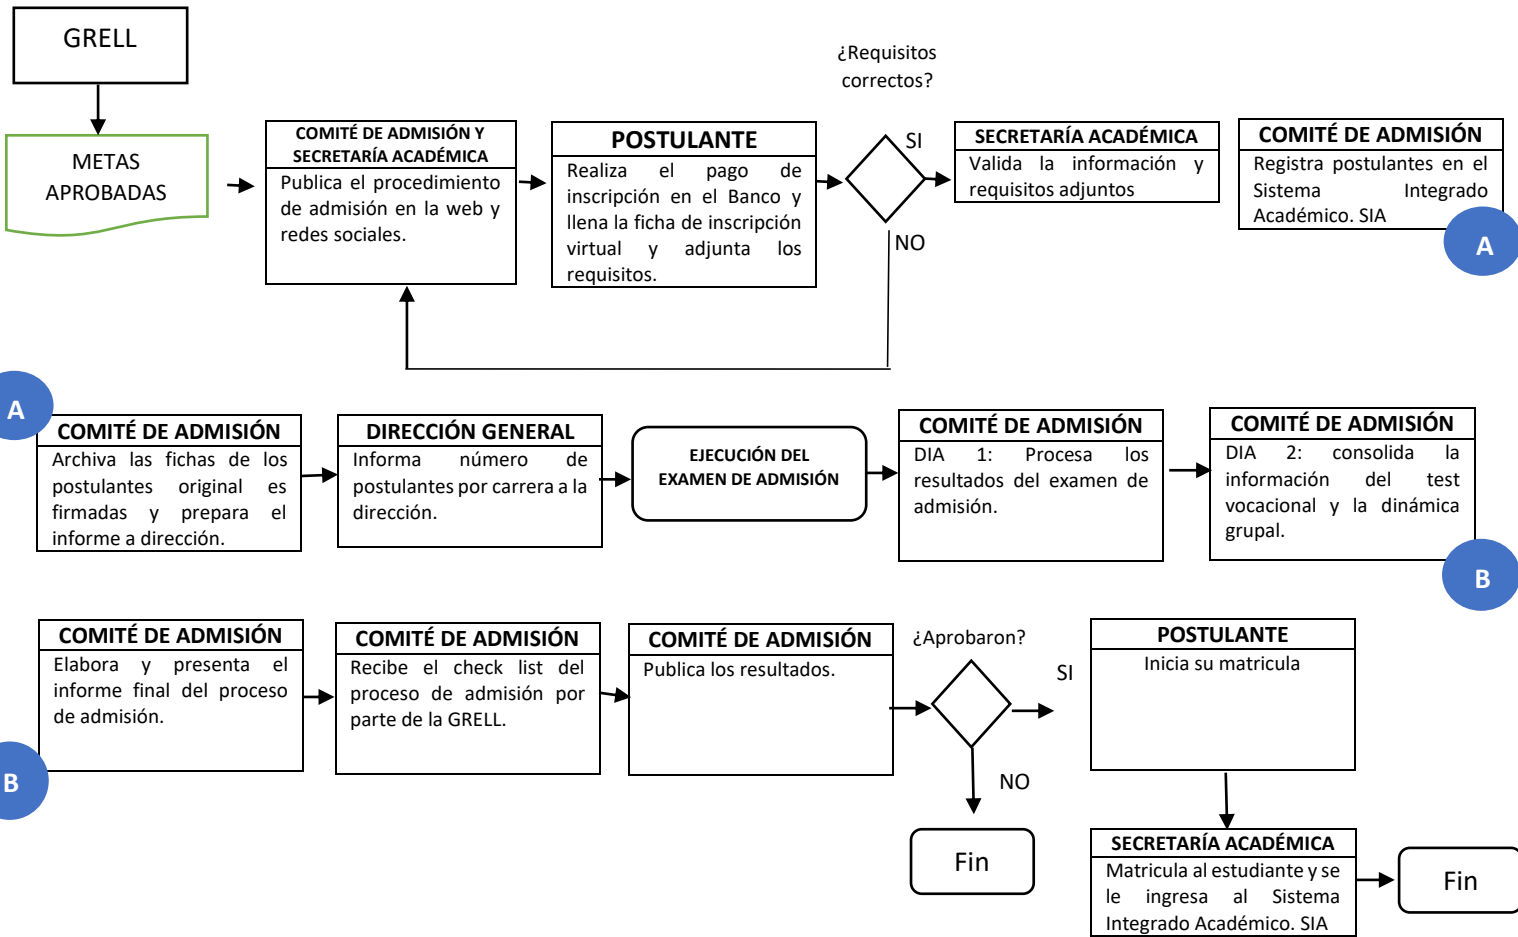 GRELL
METAS
APROBADAS
COMITÉ DE ADMISIÓN Y
SECRETARÍA ACADÉMICA
Publica el procedimiento
de admisión en la web y
redes sociales.
POSTULANTE
Realiza el pago de
inscripción en el Banco y
llena la ficha de inscripción
virtual y adjunta los
requisitos.
¿Requisitos
correctos?
SI
NO
SECRETARÍA ACADÉMICA
Valida la información y
requisitos adjuntos
COMITÉ DE ADMISIÓN
Registra postulantes en el
Sistema Integrado
Académico. SIA
A
A
COMITÉ DE ADMISIÓN
Archiva las fichas de los
postulantes original es
firmadas y prepara el
informe a dirección.
DIRECCIÓN GENERAL
Informa número de
postulantes por carrera a la
dirección.
EJECUCIÓN DEL
EXAMEN DE ADMISIÓN
COMITÉ DE ADMISIÓN
DIA 1: Procesa los
resultados del examen de
admisión.
COMITÉ DE ADMISIÓN
DIA 2: consolida la
información del test
vocacional y la dinámica
grupal.
B
B
COMITÉ DE ADMISIÓN
Elabora y presenta el
informe final del proceso
de admisión.
COMITÉ DE ADMISIÓN
Recibe el check list del
proceso de admisión por
parte de la GRELL.
COMITÉ DE ADMISIÓN
Publica los resultados.
¿Aprobaron?
SI
NO
Fin
POSTULANTE
Inicia su matricula
SECRETARÍA ACADÉMICA
Matricula al estudiante y se
le ingresa al Sistema
Integrado Académico. SIA
Fin